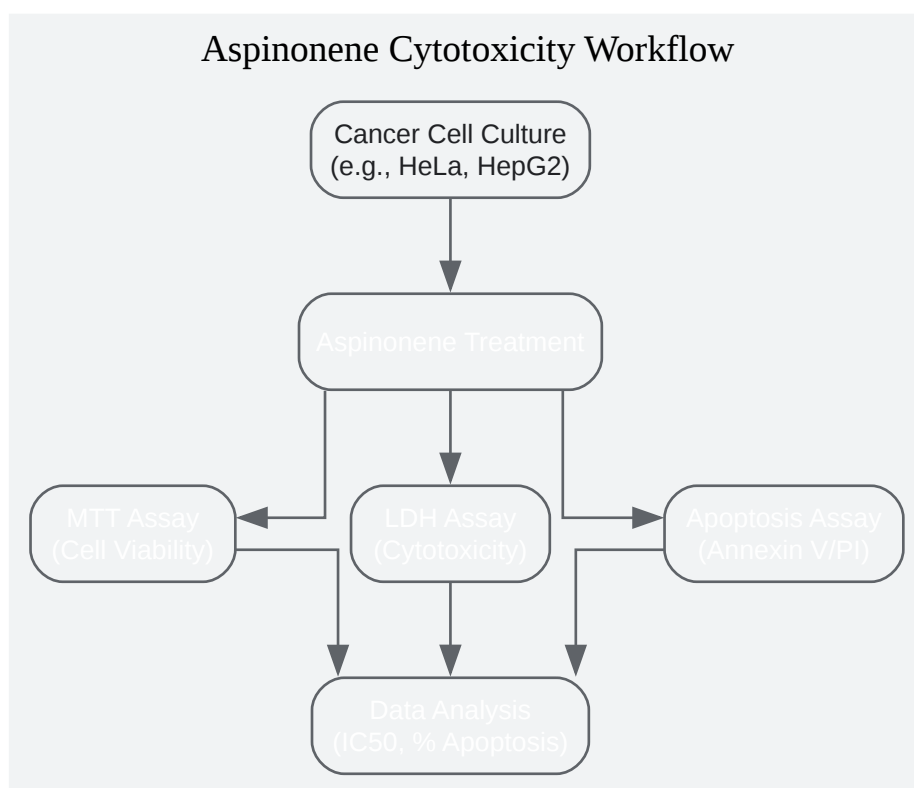 Aspinonene Cytotoxicity Workflow
Cancer Cell Culture
(e.g., HeLa, HepG2)
Aspinonene Treatment
MTT Assay
(Cell Viability)
LDH Assay
(Cytotoxicity)
Apoptosis Assay
(Annexin V/PI)
Data Analysis
(IC50, % Apoptosis)